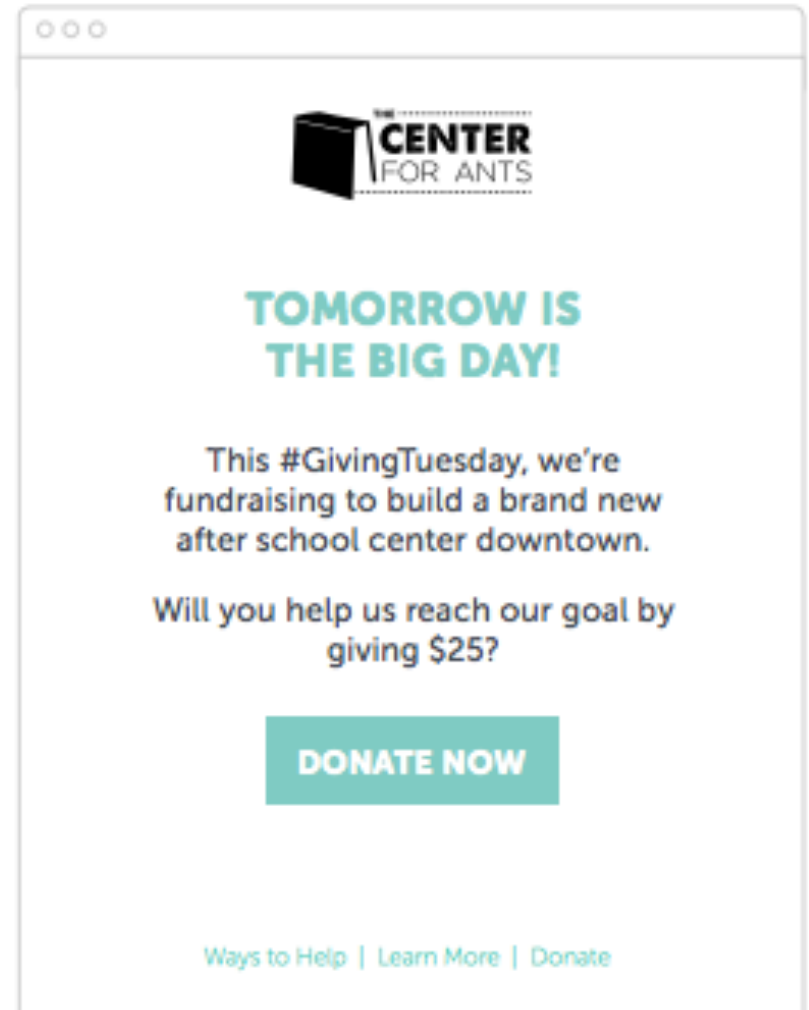 THE
CENTER
FOR ANTS
TOMORROW IS
THE BIG DAY!
This #GivingTuesday, we're
fundraising to build a brand new
after school center downtown.
Will you help us reach our goal by
giving $25?
DONATE NOW
Ways to Help | Learn More | Donate